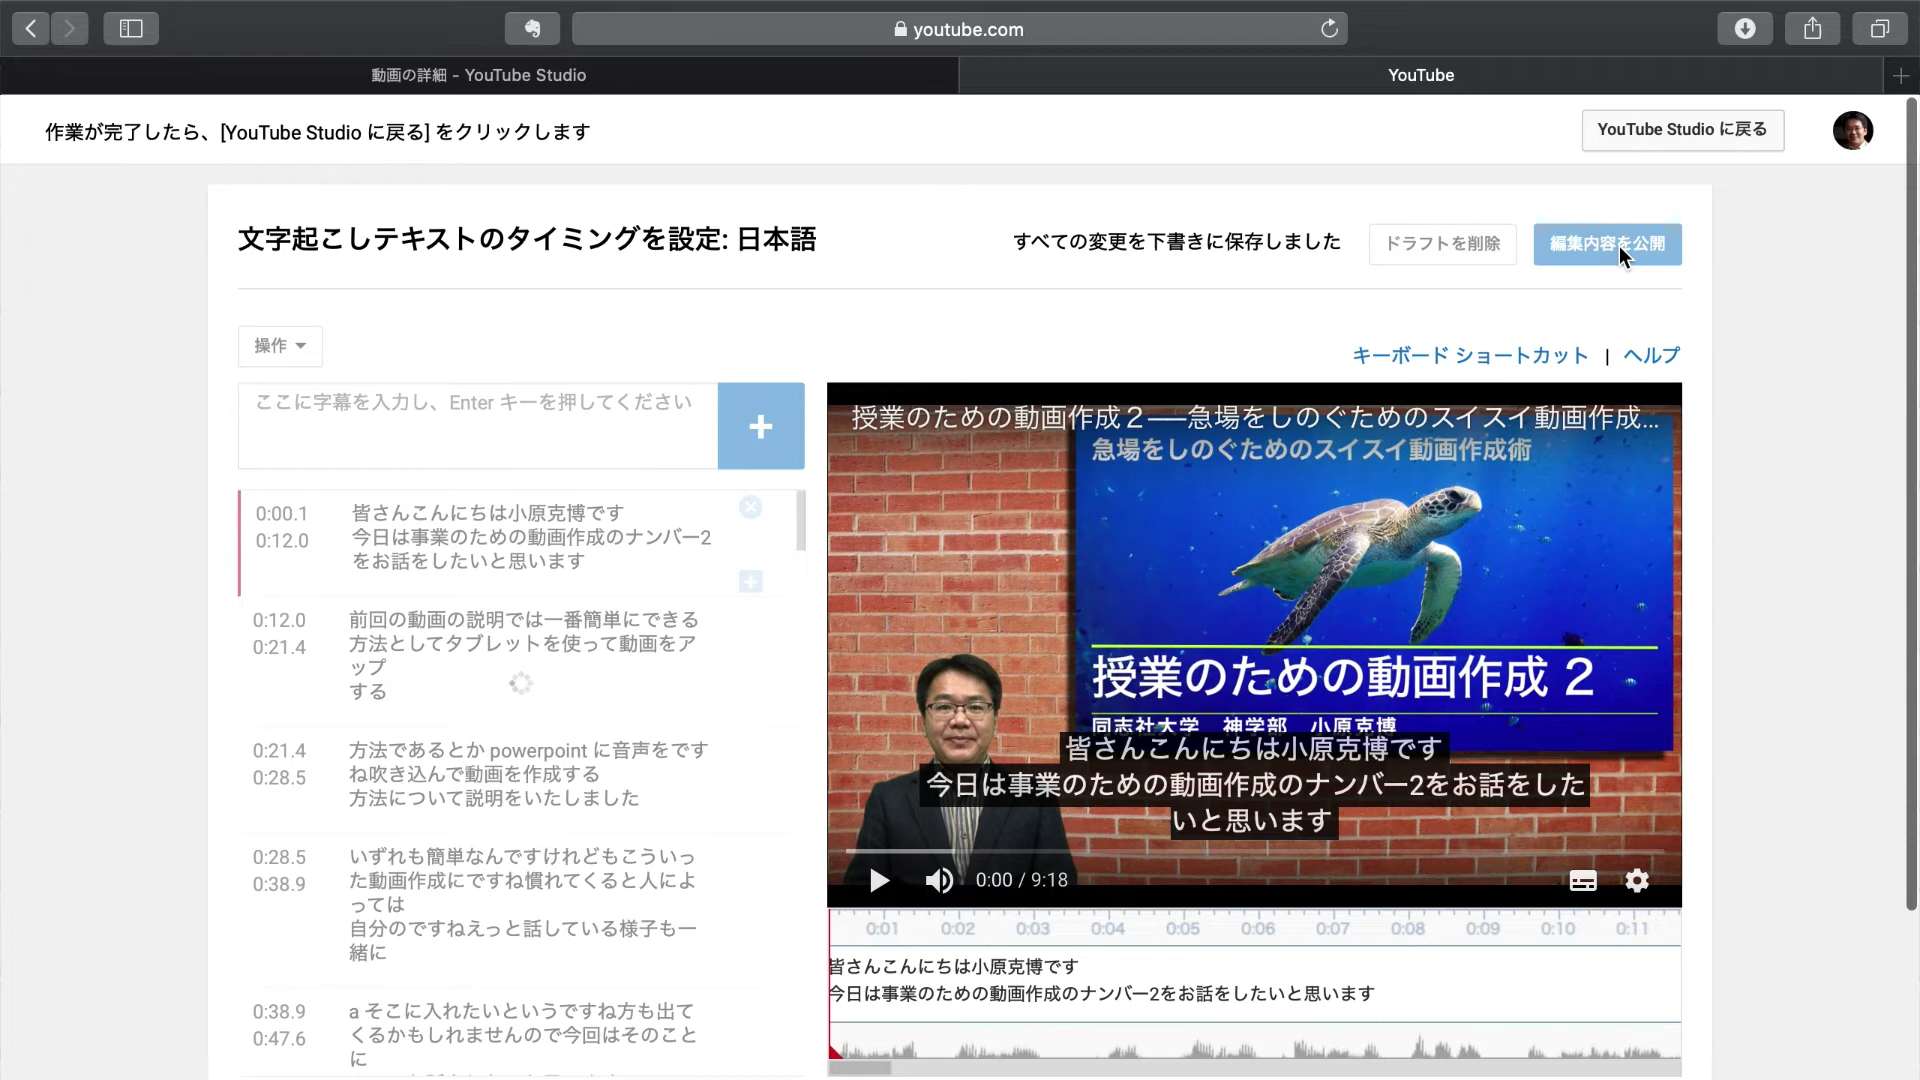 youtube.com
動画の詳細 - YouTube Studio
YouTube
作業が完了したら、[YouTube Studio に戻る] をクリックします
YouTube Studio に戻る
文字起こしテキストのタイミングを設定: 日本語
すべての変更を下書きに保存しました
ドラフトを削除
編集内容を公開
操作
キーボード ショートカット | ヘルプ
ここに字幕を入力し、Enter キーを押してください
0:00.1
0:12.0
皆さんこんにちは小原克博です
今日は事業のための動画作成のナンバー2
をお話をしたいと思います
0:12.0
0:21.4
前回の動画の説明では一番簡単にできる
方法としてタブレットを使って動画をア
ップ
する
0:21.4
0:28.5
方法であるとか powerpoint に音声をです
ね吹き込んで動画を作成する
方法について説明をいたしました
0:28.5
0:38.9
いずれも簡単なんですけれどもこういっ
た動画作成にですね慣れてくると人によ
っては
自分のですねえっと話している様子も一
緒に
0:38.9
0:47.6
a そこに入れたいというですね方も出て
くるかもしれませんので今回はそのこと
に
授業のための動画作成２——急場をしのぐためのスイスイ動画作成...
急場をしのぐためのスイスイ動画作成術
授業のための動画作成 2
同志社大学　神学部　小原克博
皆さんこんにちは小原克博です
今日は事業のための動画作成のナンバー2をお話をした
いと思います
0:00 / 9:18
0:01 0:02 0:03 0:04 0:05 0:06 0:07 0:08 0:09 0:10 0:11
皆さんこんにちは小原克博です
今日は事業のための動画作成のナンバー2をお話をしたいと思います